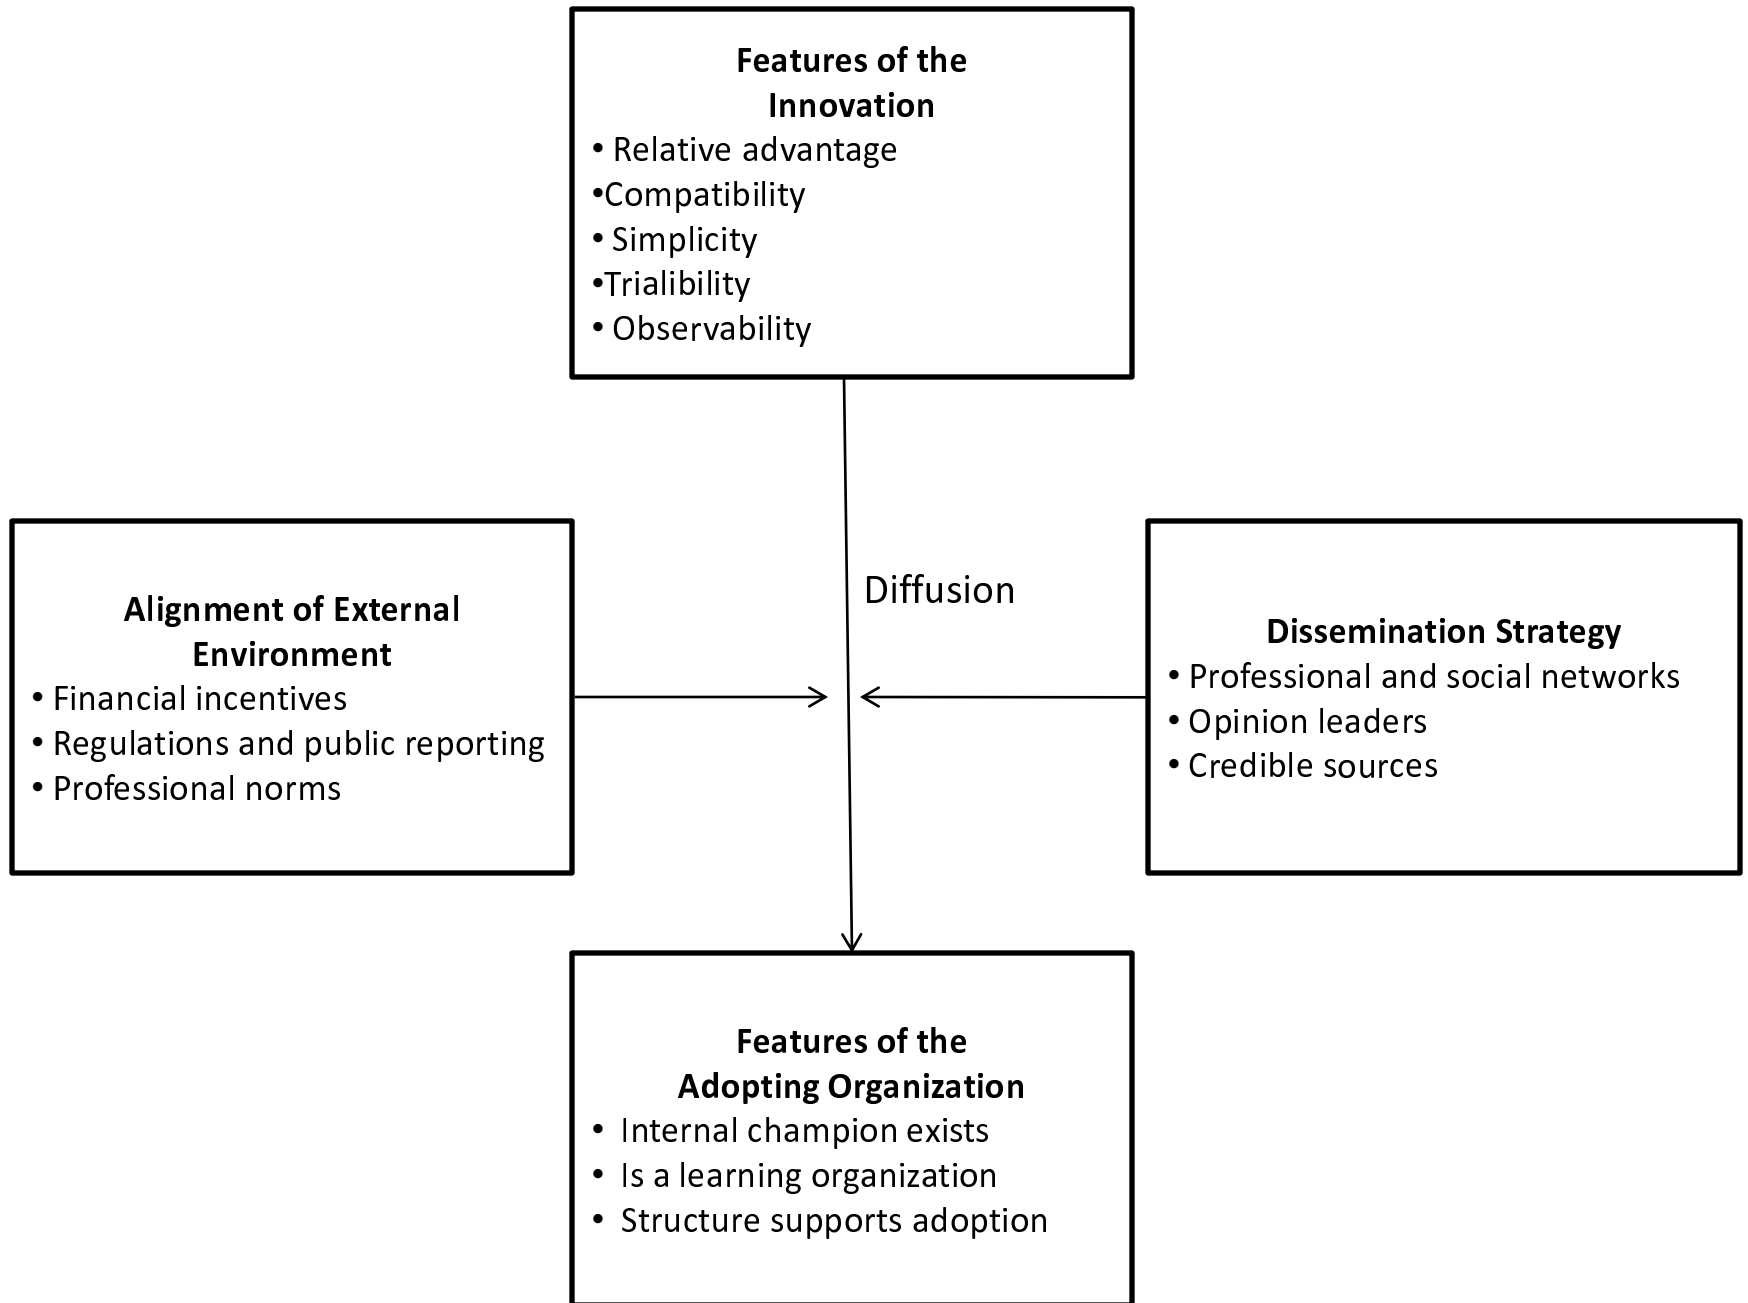 Features of the
Innovation
• Relative advantage
•Compatibility
• Simplicity
•Trialibility
• Observability
Diffusion
Alignment of External
Environment
• Financial incentives
• Regulations and public reporting
• Professional norms
Dissemination Strategy
• Professional and social networks
• Opinion leaders
• Credible sources
Features of the
Adopting Organization
• Internal champion exists
• Is a learning organization
• Structure supports adoption